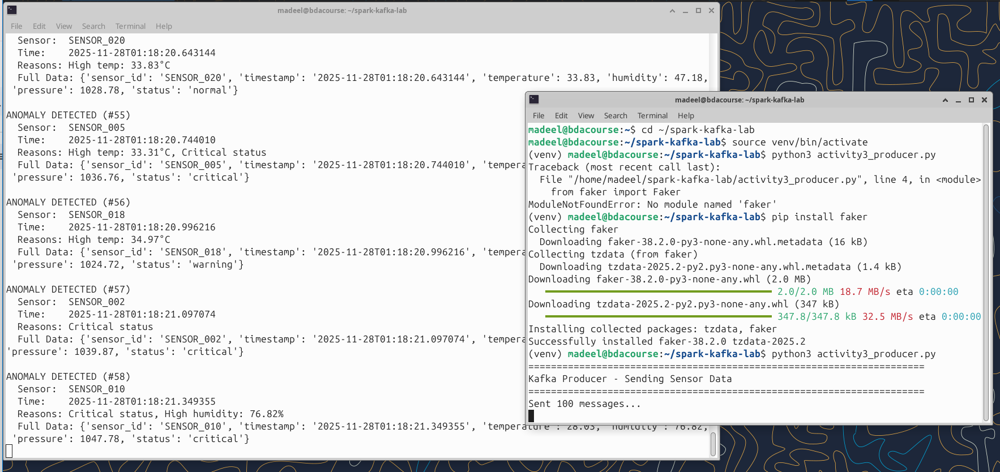 madeel@bdacourse: ~/spark-kafka-lab
File Edit View Search Terminal Help
  Sensor:  SENSOR_020
  Time:    2025-11-28T01:18:20.643144
  Reasons: High temp: 33.83°C
  Full Data: {'sensor_id': 'SENSOR_020', 'timestamp': '2025-11-28T01:18:20.643144', 'temperature': 33.83, 'humidity': 47.18,
 'pressure': 1028.78, 'status': 'normal'}
ANOMALY DETECTED (#55)
  Sensor:  SENSOR_005
  Time:    2025-11-28T01:18:20.744010
  Reasons: High temp: 33.31°C, Critical status
  Full Data: {'sensor_id': 'SENSOR_005', 'timestamp': '2025-11-28T01:18:20.744010', 'tempera
 'pressure': 1036.76, 'status': 'critical'}
ANOMALY DETECTED (#56)
  Sensor:  SENSOR_018
  Time:    2025-11-28T01:18:20.996216
  Reasons: High temp: 34.97°C
  Full Data: {'sensor_id': 'SENSOR_018', 'timestamp': '2025-11-28T01:18:20.996216', 'tempera
 'pressure': 1024.72, 'status': 'warning'}
ANOMALY DETECTED (#57)
  Sensor:  SENSOR_002
  Time:    2025-11-28T01:18:21.097074
  Reasons: Critical status
  Full Data: {'sensor_id': 'SENSOR_002', 'timestamp': '2025-11-28T01:18:21.097074', 'tempera
'pressure': 1039.87, 'status': 'critical'}
ANOMALY DETECTED (#58)
  Sensor:  SENSOR_010
  Time:    2025-11-28T01:18:21.349355
  Reasons: Critical status, High humidity: 76.82%
  Full Data: {'sensor_id': 'SENSOR_010', 'timestamp': '2025-11-28T01:18:21.349355', 'temperature': 28.03, 'humidity': 76.82,
 'pressure': 1047.78, 'status': 'critical'}
madeel@bdacourse: ~/spark-kafka-lab
File Edit View Search Terminal Help
madeel@bdacourse:~$ cd ~/spark-kafka-lab
madeel@bdacourse:~/spark-kafka-lab$ source venv/bin/activate
(venv) madeel@bdacourse:~/spark-kafka-lab$ python3 activity3_producer.py
Traceback (most recent call last):
  File "/home/madeel/spark-kafka-lab/activity3_producer.py", line 4, in <module>
    from faker import Faker
ModuleNotFoundError: No module named 'faker'
(venv) madeel@bdacourse:~/spark-kafka-lab$ pip install faker
Collecting faker
  Downloading faker-38.2.0-py3-none-any.whl.metadata (16 kB)
Collecting tzdata (from faker)
  Downloading tzdata-2025.2-py2.py3-none-any.whl.metadata (1.4 kB)
Downloading faker-38.2.0-py3-none-any.whl (2.0 MB)
2.0/2.0 MB 18.7 MB/s eta 0:00:00
Downloading tzdata-2025.2-py2.py3-none-any.whl (347 kB)
347.8/347.8 kB 32.5 MB/s eta 0:00:00
Installing collected packages: tzdata, faker
Successfully installed faker-38.2.0 tzdata-2025.2
(venv) madeel@bdacourse:~/spark-kafka-lab$ python3 activity3_producer.py
======================================================================
Kafka Producer - Sending Sensor Data
======================================================================
Sent 100 messages...